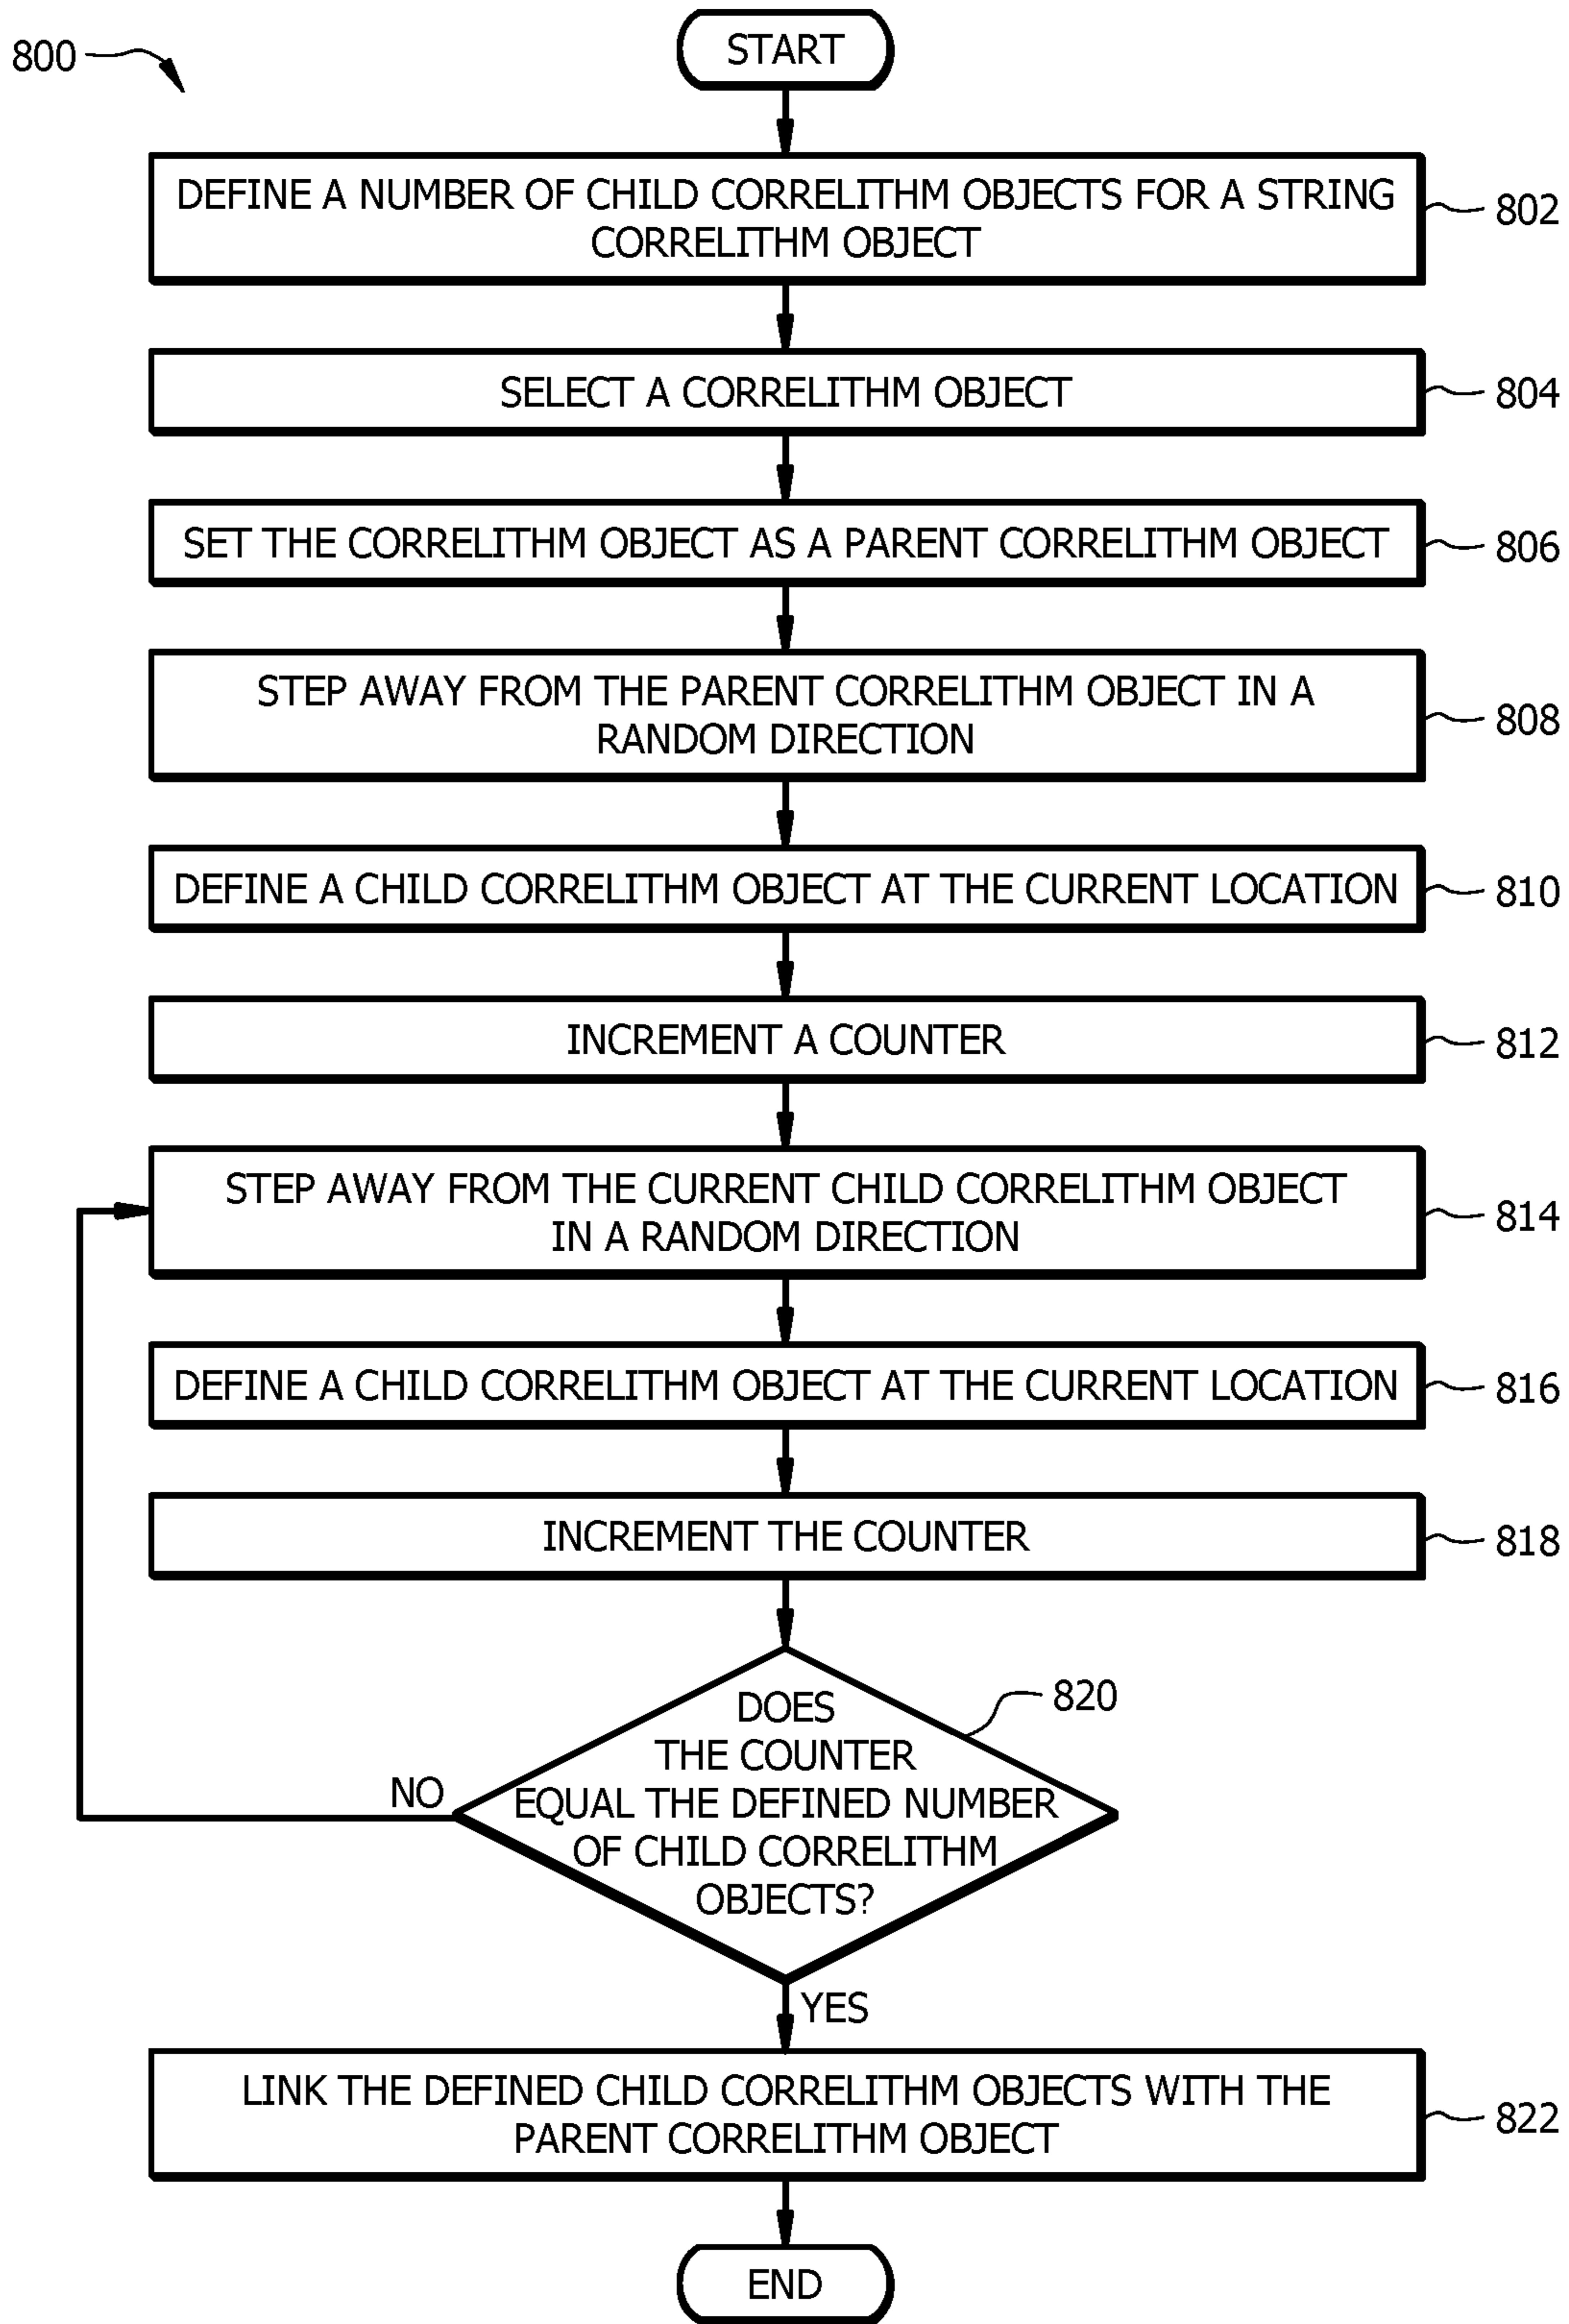 800
START
DEFINE A NUMBER OF CHILD CORRELITHM OBJECTS FOR A STRING
CORRELITHM OBJECT
802
SELECT A CORRELITHM OBJECT
804
SET THE CORRELITHM OBJECT AS A PARENT CORRELITHM OBJECT
806
STEP AWAY FROM THE PARENT CORRELITHM OBJECT IN A
RANDOM DIRECTION
808
DEFINE A CHILD CORRELITHM OBJECT AT THE CURRENT LOCATION
810
INCREMENT A COUNTER
812
STEP AWAY FROM THE CURRENT CHILD CORRELITHM OBJECT
IN A RANDOM DIRECTION
814
DEFINE A CHILD CORRELITHM OBJECT AT THE CURRENT LOCATION
816
INCREMENT THE COUNTER
818
DOES
THE COUNTER
EQUAL THE DEFINED NUMBER
OF CHILD CORRELITHM
OBJECTS?
820
NO
YES
LINK THE DEFINED CHILD CORRELITHM OBJECTS WITH THE
PARENT CORRELITHM OBJECT
822
END